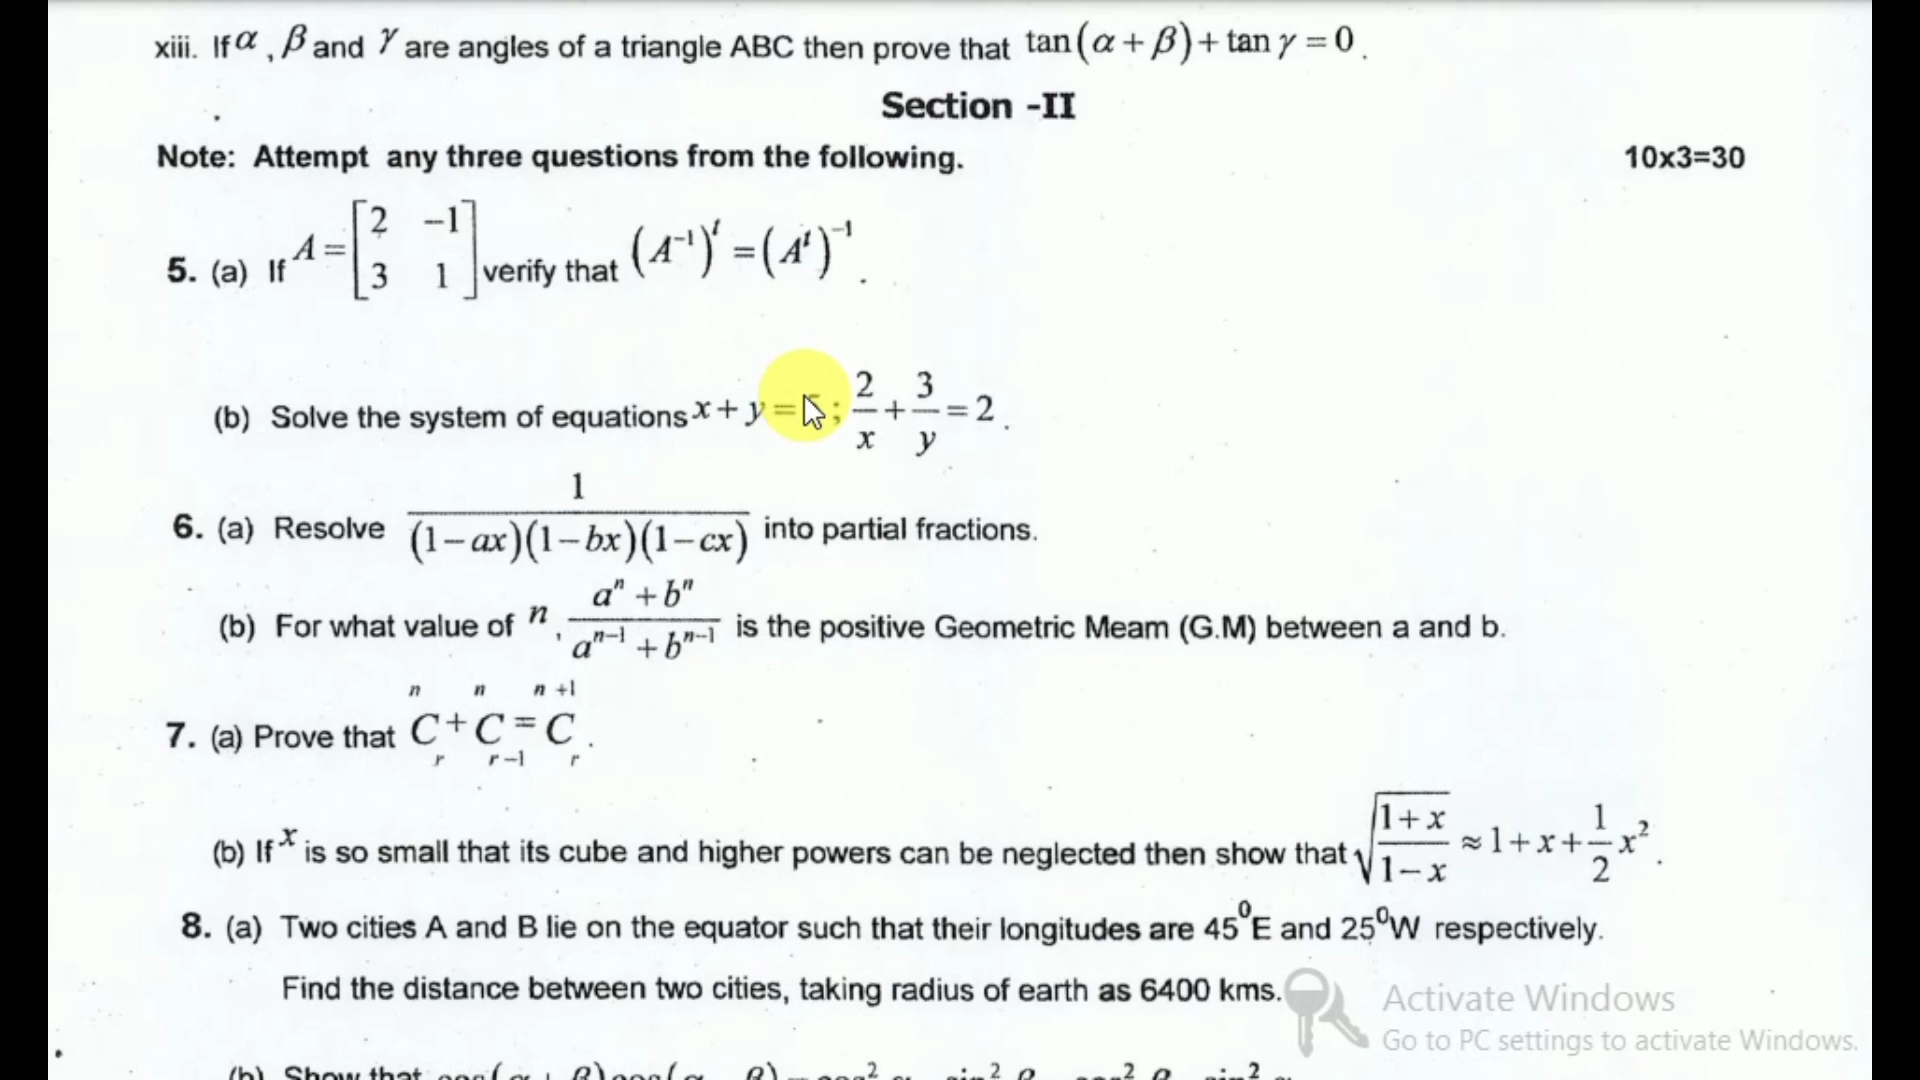 xiii. If α , β and γ are angles of a triangle ABC then prove that tan(α + β) + tan γ = 0 .
Section -II
Note: Attempt any three questions from the following. 10x3=30
5. (a) If A = [2 −1; 3 1] verify that (A⁻¹)ᵗ = (Aᵗ)⁻¹ .
(b) Solve the system of equations x + y = ; 2/x + 3/y = 2 .
6. (a) Resolve 1/((1−ax)(1−bx)(1−cx)) into partial fractions.
(b) For what value of n , (aⁿ + bⁿ)/(aⁿ⁻¹ + bⁿ⁻¹) is the positive Geometric Meam (G.M) between a and b.
7. (a) Prove that ⁿCᵣ + ⁿCᵣ₋₁ = ⁿ⁺¹Cᵣ .
(b) If x is so small that its cube and higher powers can be neglected then show that √((1+x)/(1−x)) ≈ 1 + x + 1/2 x² .
8. (a) Two cities A and B lie on the equator such that their longitudes are 45⁰E and 25⁰W respectively.
Find the distance between two cities, taking radius of earth as 6400 kms.
Activate Windows
Go to PC settings to activate Windows.
(b) Show that